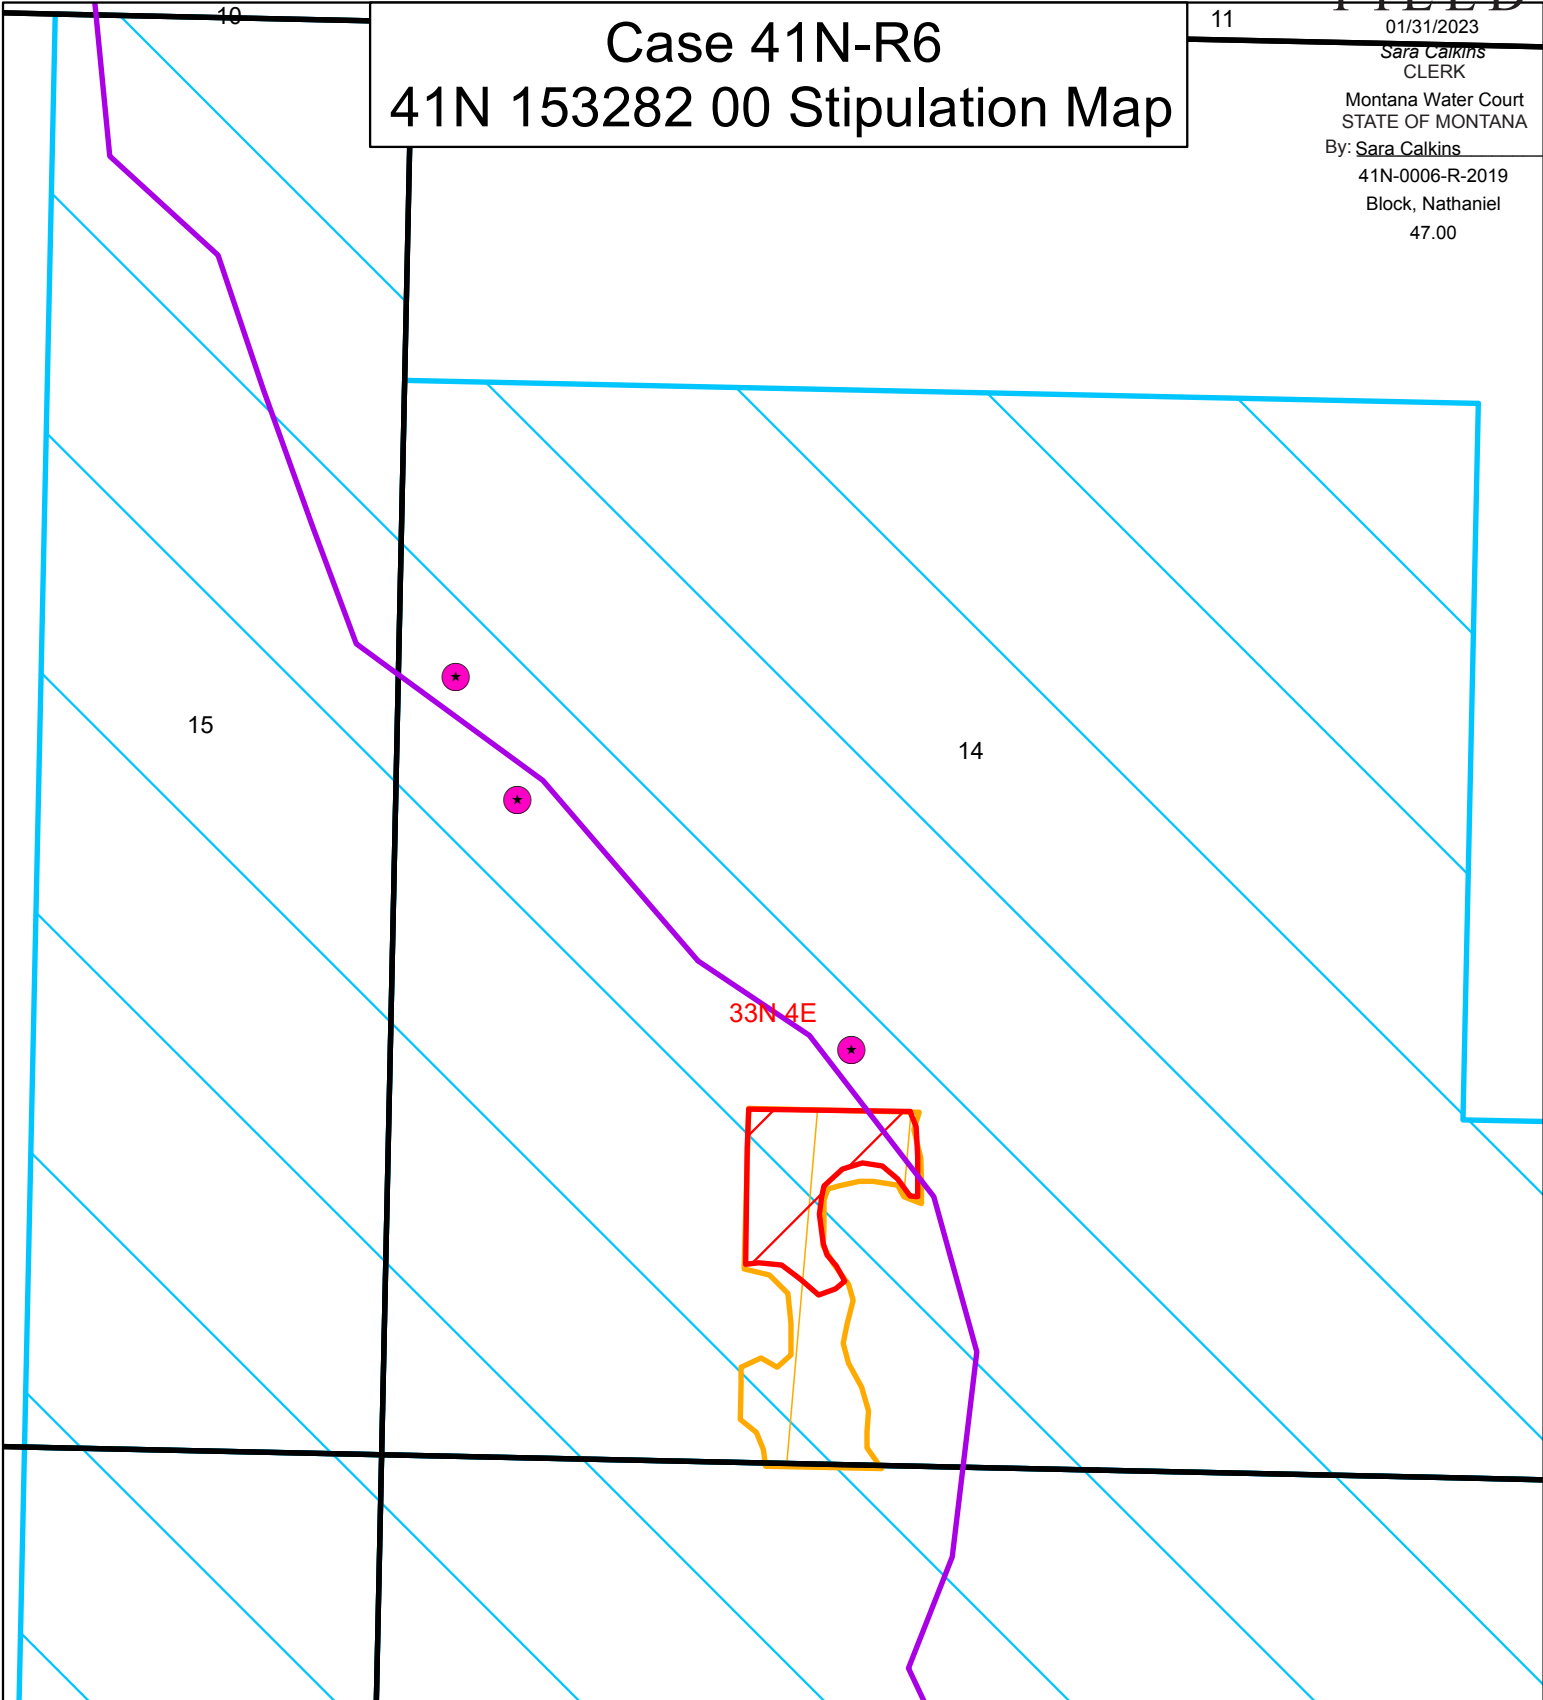 10
Case 41N-R6
41N 153282 00 Stipulation Map
11
FILED
01/31/2023
Sara Calkins
CLERK
Montana Water Court
STATE OF MONTANA
By: Sara Calkins
41N-0006-R-2019
Block, Nathaniel
47.00
15
14
33N 4E